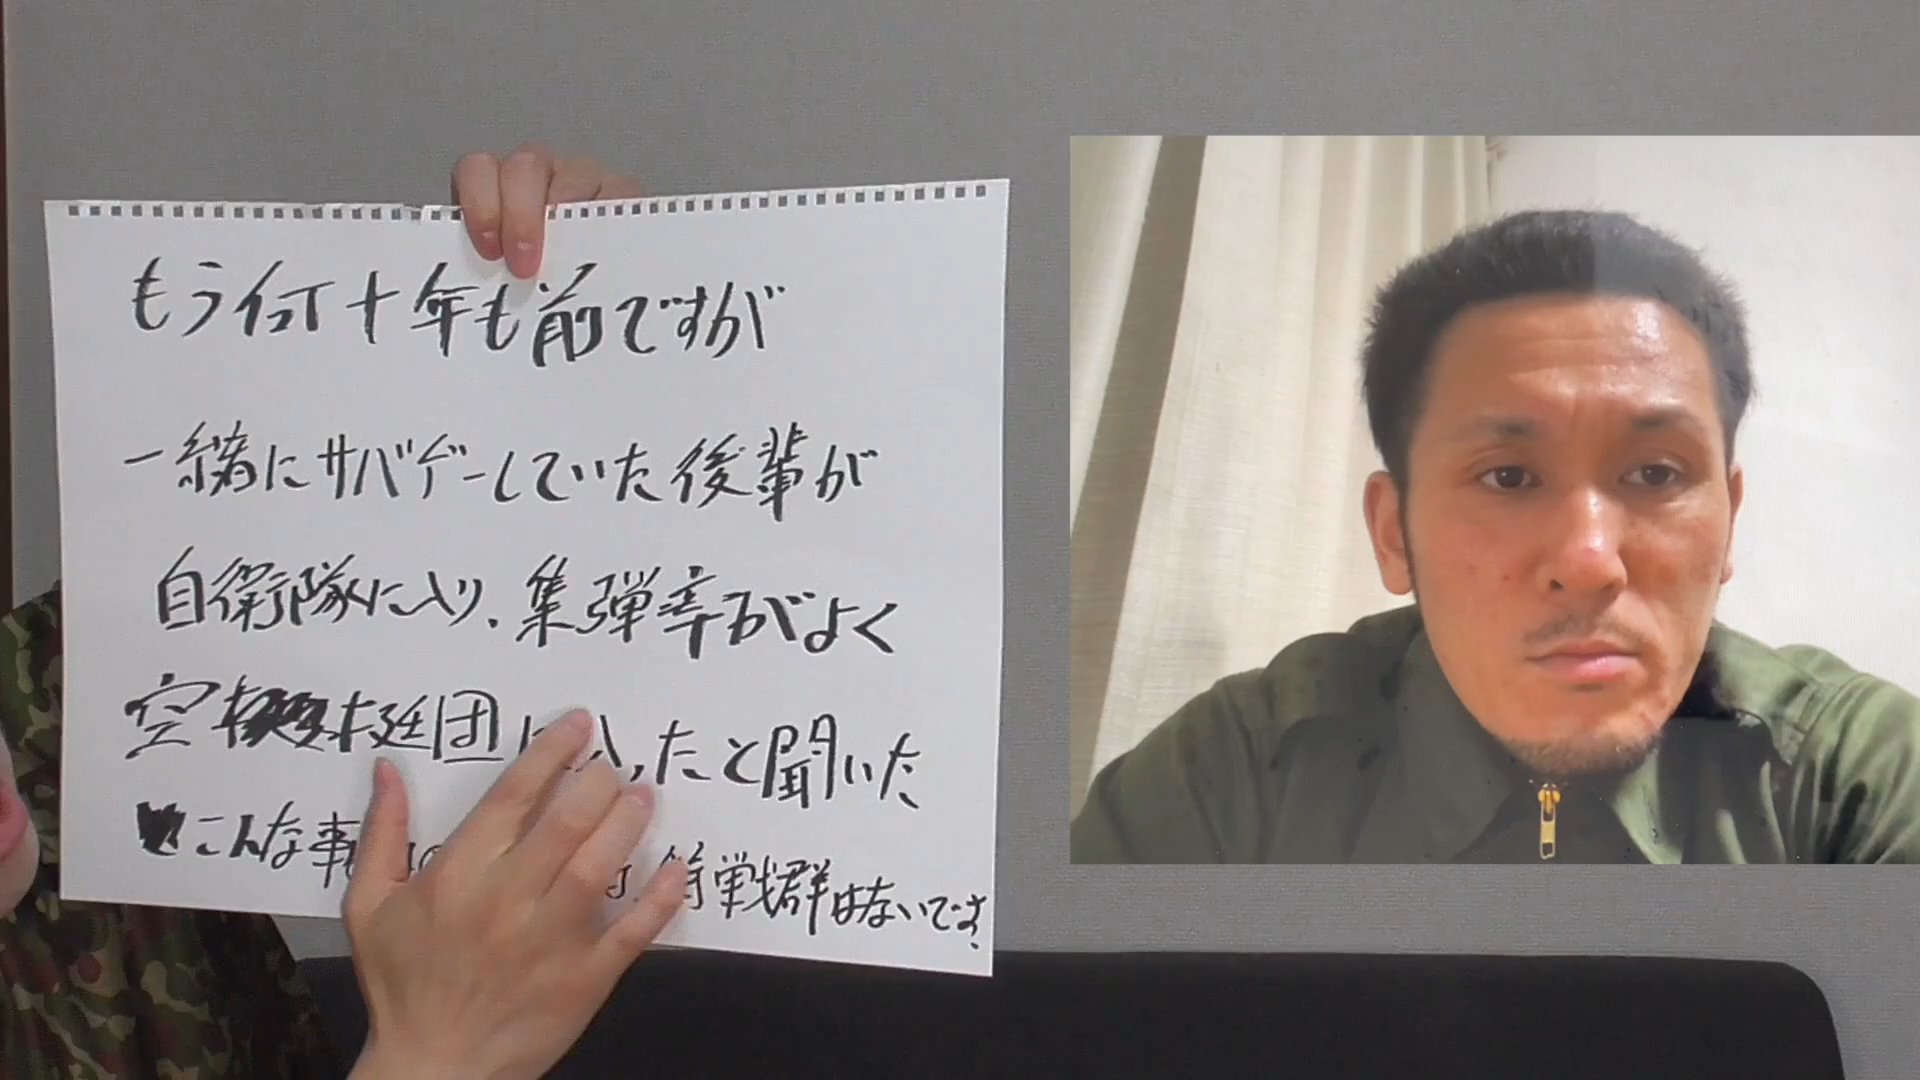 もう何十年も前ですが
一緒にサバゲーしていた後輩が
自衛隊に入り、集弾率がよく
空挺団に入ったと聞いた
こんな事 特戦群はないです。